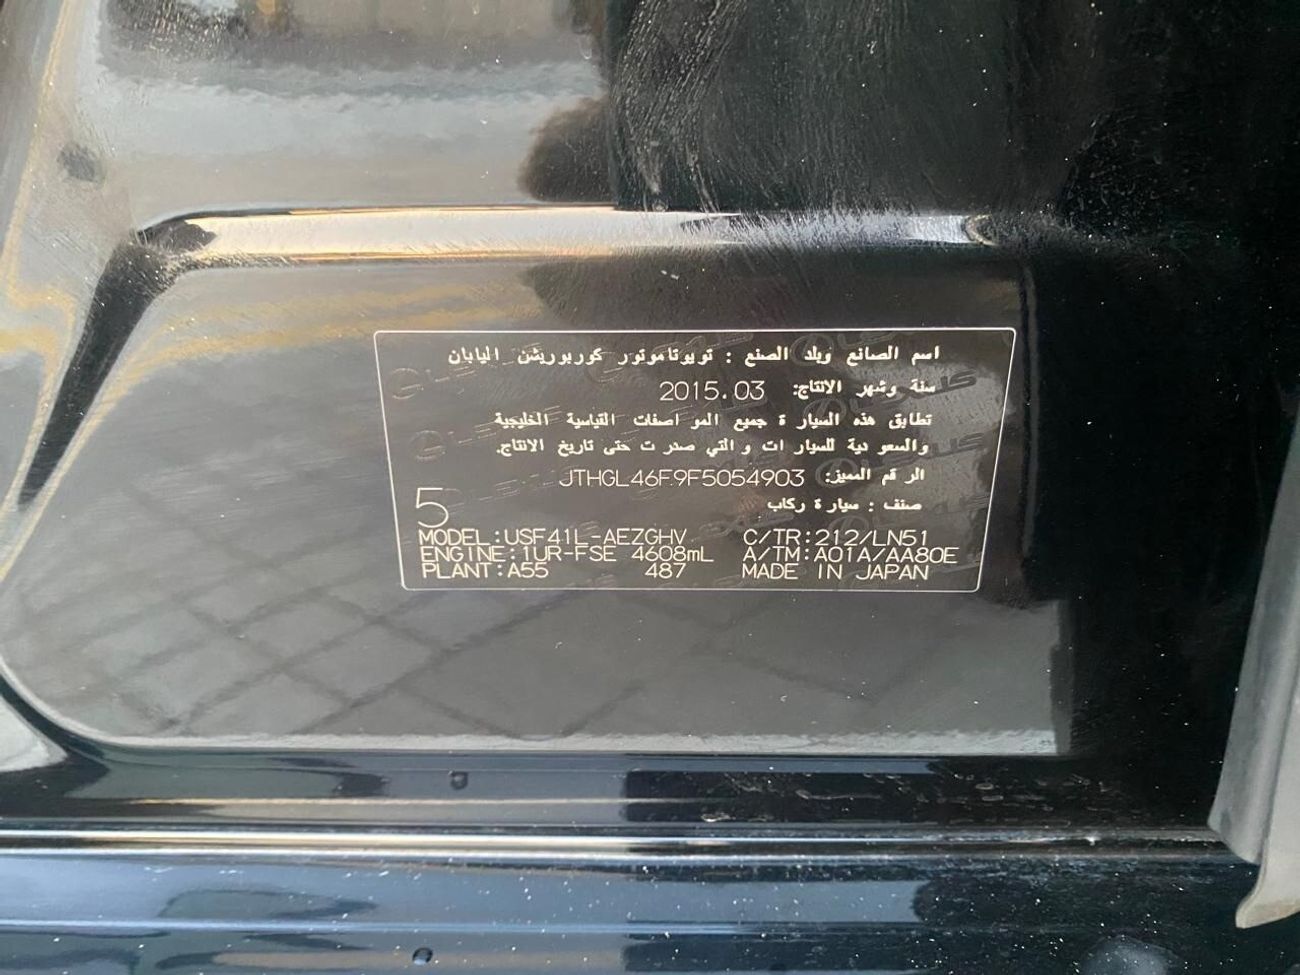 اسم الصانع وبلد الصنع : تويوتاموتور كوربوريشن اليابان
سنة وشهر الانتاج: 2015.03
تطابق هذه السيارة جميع المواصفات القياسية الخليجية
والسعودية للسيارات والتي صدرت حتى تاريخ الانتاج.
الرقم المميز: JTHGL46F9F5054903
صنف : سيارة ركاب
5
MODEL:USF41L-AEZGHV C/TR:212/LN51
ENGINE:1UR-FSE 4608mL A/TM:A01A/AA80E
PLANT:A55 487 MADE IN JAPAN